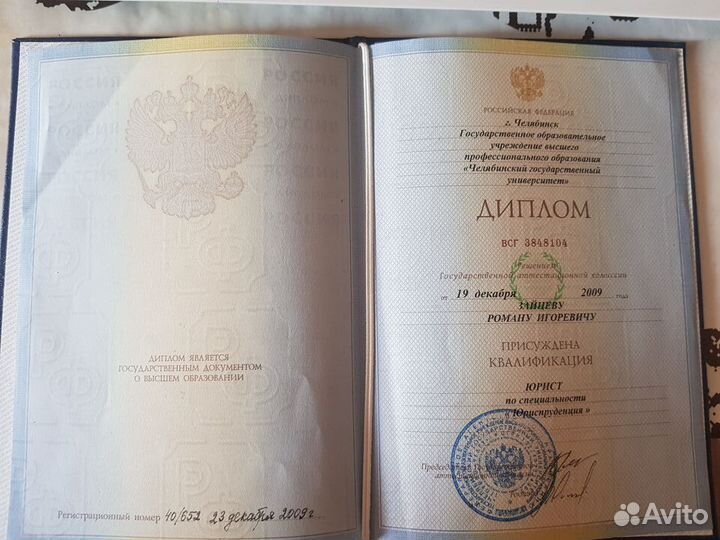 ДИПЛОМ ЯВЛЯЕТСЯ
ГОСУДАРСТВЕННЫМ ДОКУМЕНТОМ
О ВЫСШЕМ ОБРАЗОВАНИИ
Регистрационный номер 40/652 23 декабря 2009 г.
РОССИЙСКАЯ ФЕДЕРАЦИЯ
г. Челябинск
Государственное образовательное
учреждение высшего
профессионального образования
«Челябинский государственный
университет»
ДИПЛОМ
ВСГ 3848104
Решением
Государственной аттестационной комиссии
от 19 декабря 2009 года
ЗАЙЦЕВУ
РОМАНУ ИГОРЕВИЧУ
ПРИСУЖДЕНА
КВАЛИФИКАЦИЯ
ЮРИСТ
по специальности
«Юриспруденция»
Председатель Государственной
Avito